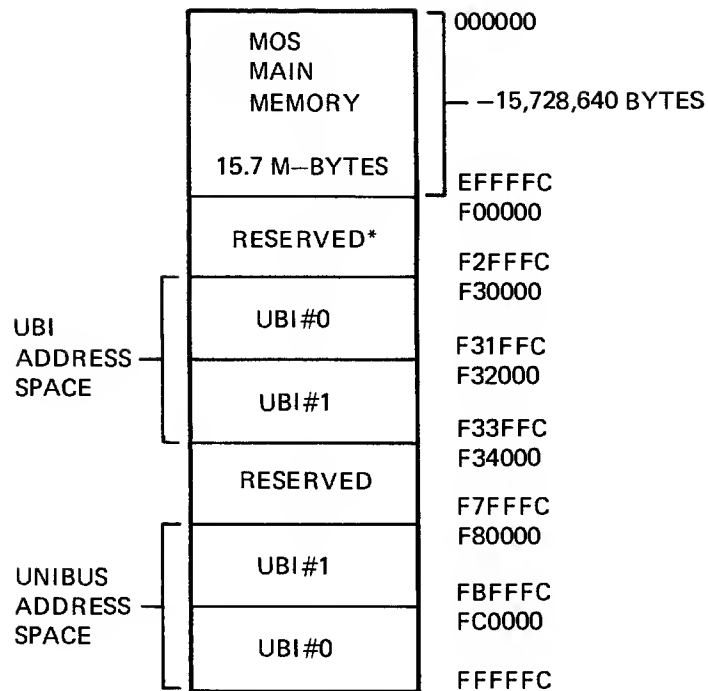 000000
MOS
MAIN
MEMORY
–15,728,640 BYTES
15.7 M–BYTES
EFFFFC
F00000
RESERVED*
F2FFFC
F30000
UBI
ADDRESS
SPACE
UBI#0
F31FFC
F32000
UBI#1
F33FFC
F34000
RESERVED
F7FFFC
F80000
UNIBUS
ADDRESS
SPACE
UBI#1
FBFFFC
FC0000
UBI#0
FFFFFC